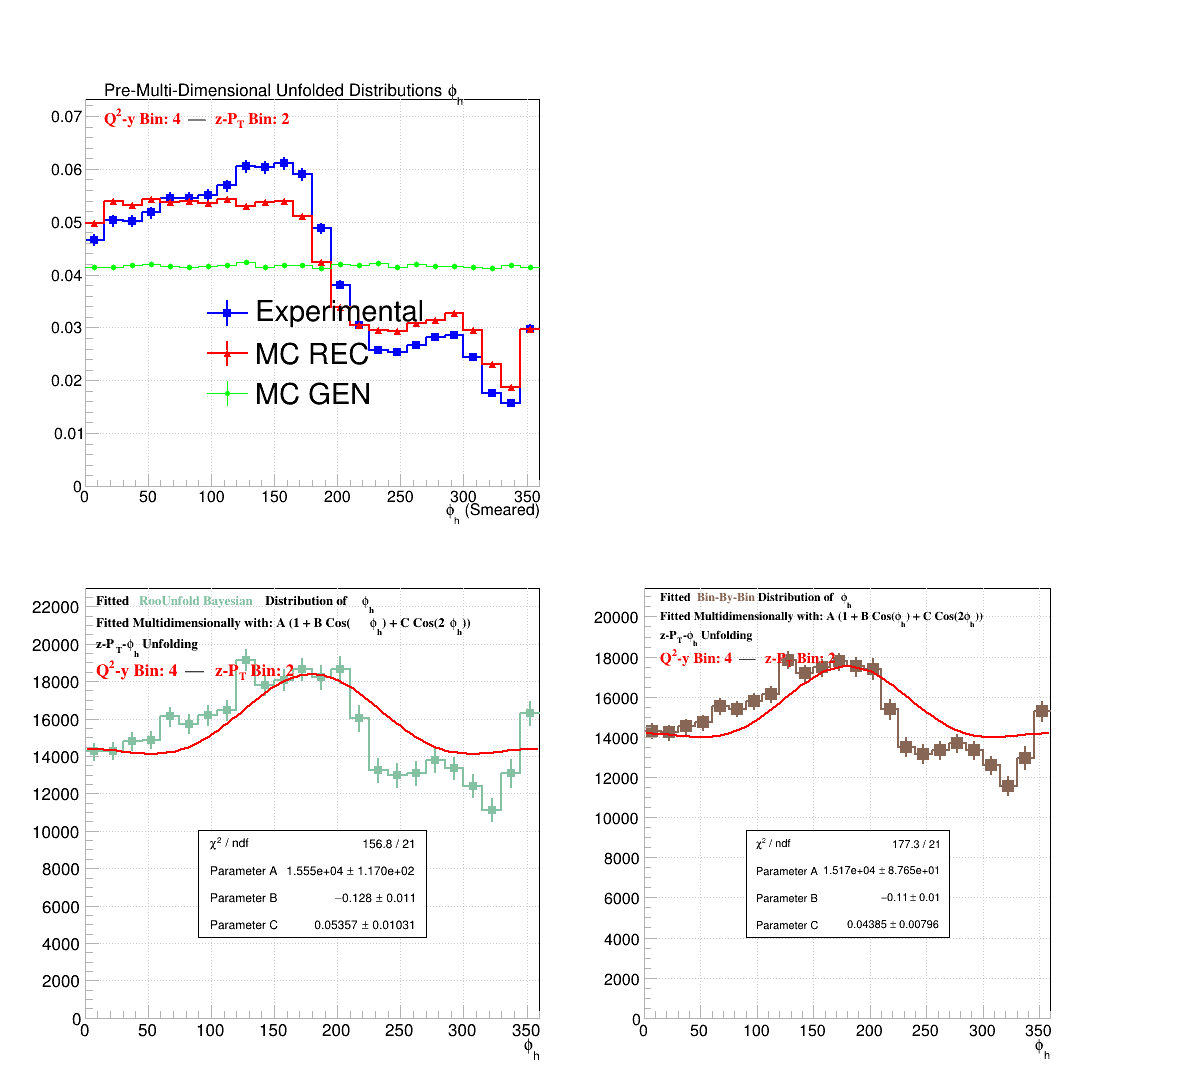 Pre-Multi-Dimensional Unfolded Distributions ϕh
Q²-y Bin: 4 — z-PT Bin: 2
0.07
0.06
0.05
0.04
0.03
0.02
0.01
0
Experimental
MC REC
MC GEN
0 50 100 150 200 250 300 350
ϕh (Smeared)
Fitted RooUnfold Bayesian Distribution of ϕh
Fitted Multidimensionally with: A (1 + B Cos( ϕh) + C Cos(2 ϕh))
z-PT-ϕh Unfolding
Q²-y Bin: 4 — z-PT Bin: 2
22000
20000
18000
16000
14000
12000
10000
8000
6000
4000
2000
0
χ² / ndf 156.8 / 21
Parameter A 1.555e+04 ± 1.170e+02
Parameter B −0.128 ± 0.011
Parameter C 0.05357 ± 0.01031
0 50 100 150 200 250 300 350
ϕh
Fitted Bin-By-Bin Distribution of ϕh
Fitted Multidimensionally with: A (1 + B Cos(ϕh) + C Cos(2ϕh))
z-PT-ϕh Unfolding
Q²-y Bin: 4 — z-PT Bin: 2
20000
18000
16000
14000
12000
10000
8000
6000
4000
2000
0
χ² / ndf 177.3 / 21
Parameter A 1.517e+04 ± 8.765e+01
Parameter B −0.11 ± 0.01
Parameter C 0.04385 ± 0.00796
0 50 100 150 200 250 300 350
ϕh